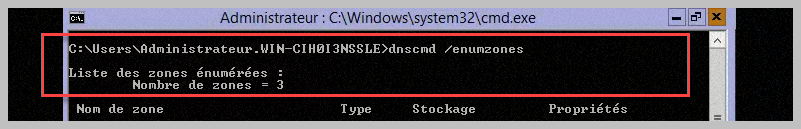 Administrateur : C:\Windows\system32\cmd.exe
C:\Users\Administrateur.WIN-CIH0I3NSSLE>dnscmd /enumzones
Liste des zones énumérées :
Nombre de zones = 3
Nom de zone Type Stockage Propriétés